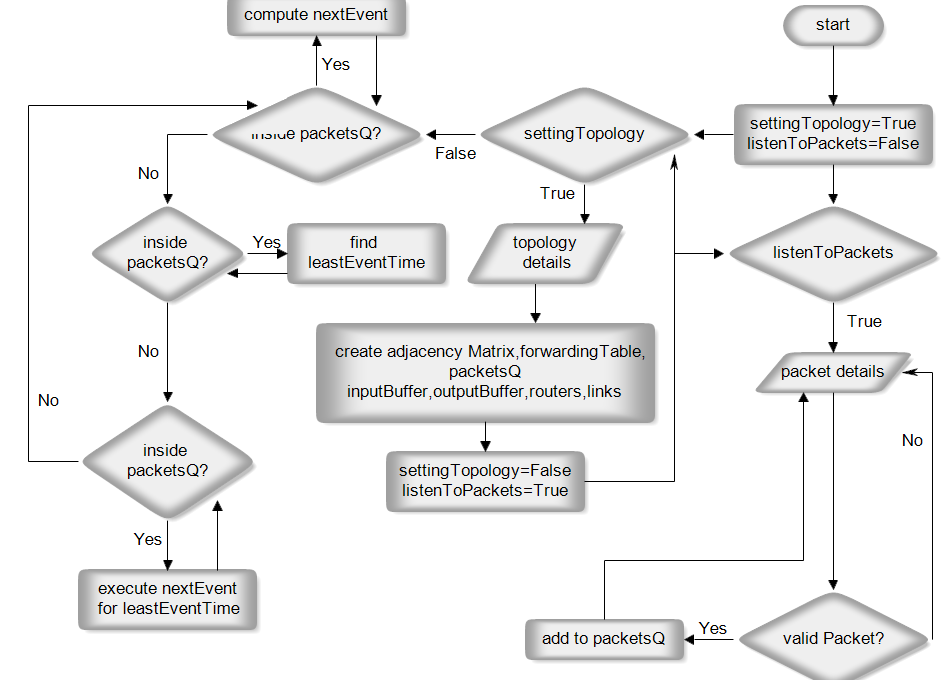 compute nextEvent
start
Yes
settingTopology=True
listenToPackets=False
inside packetsQ?
settingTopology
False
No
True
inside
packetsQ?
Yes
find
leastEventTime
topology
details
listenToPackets
True
No
create adjacency Matrix,forwardingTable,
packetsQ
inputBuffer,outputBuffer,routers,links
packet details
No
No
inside
packetsQ?
settingTopology=False
listenToPackets=True
Yes
execute nextEvent
for leastEventTime
add to packetsQ
Yes
valid Packet?